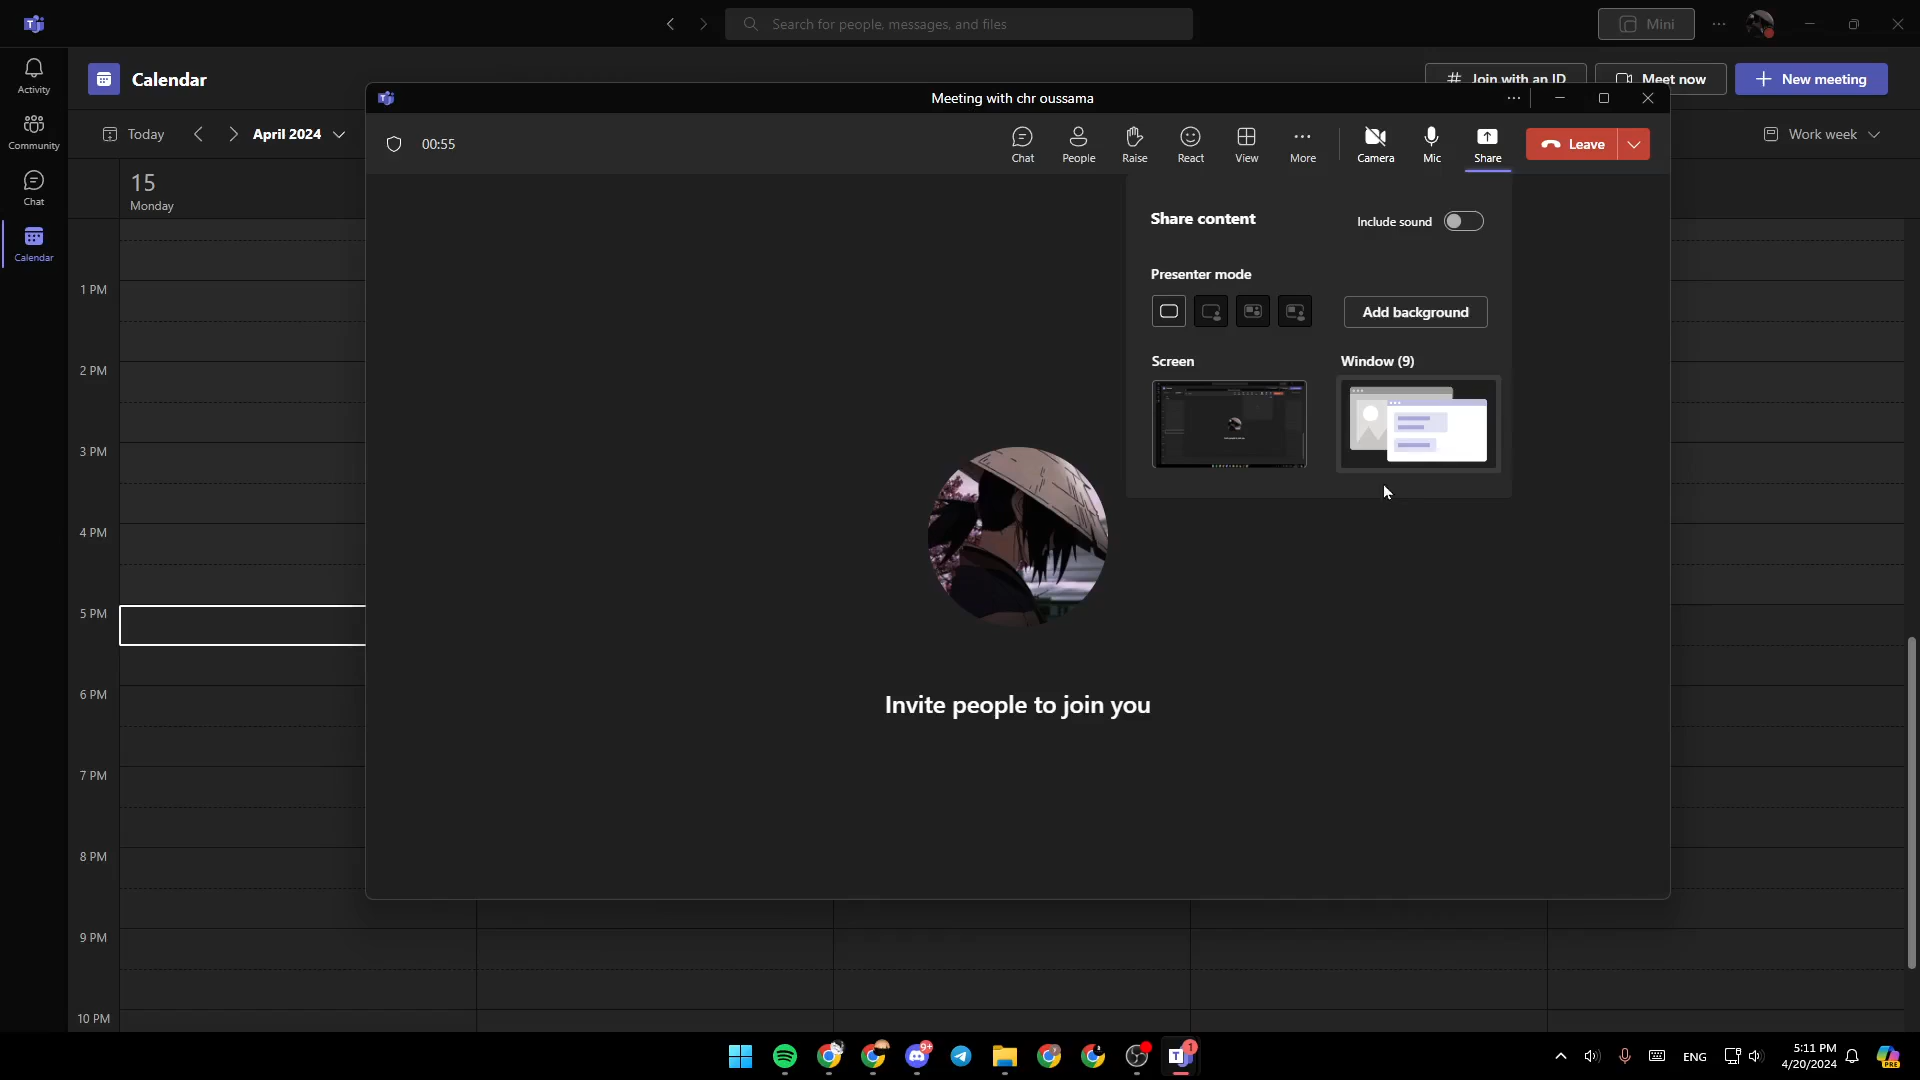 Search for people, messages, and files
Mini
Activity
Community
Chat
Calendar
Calendar
Join with an ID
Meet now
New meeting
Today
April 2024
Work week
15
Monday
1 PM
2 PM
3 PM
4 PM
5 PM
6 PM
7 PM
8 PM
9 PM
10 PM
Meeting with chr oussama
00:55
Chat
People
Raise
React
View
More
Camera
Mic
Share
Leave
Share content
Include sound
Presenter mode
Add background
Screen
Window (9)
Invite people to join you
9+
1
ENG
5:11 PM
4/20/2024
PRE